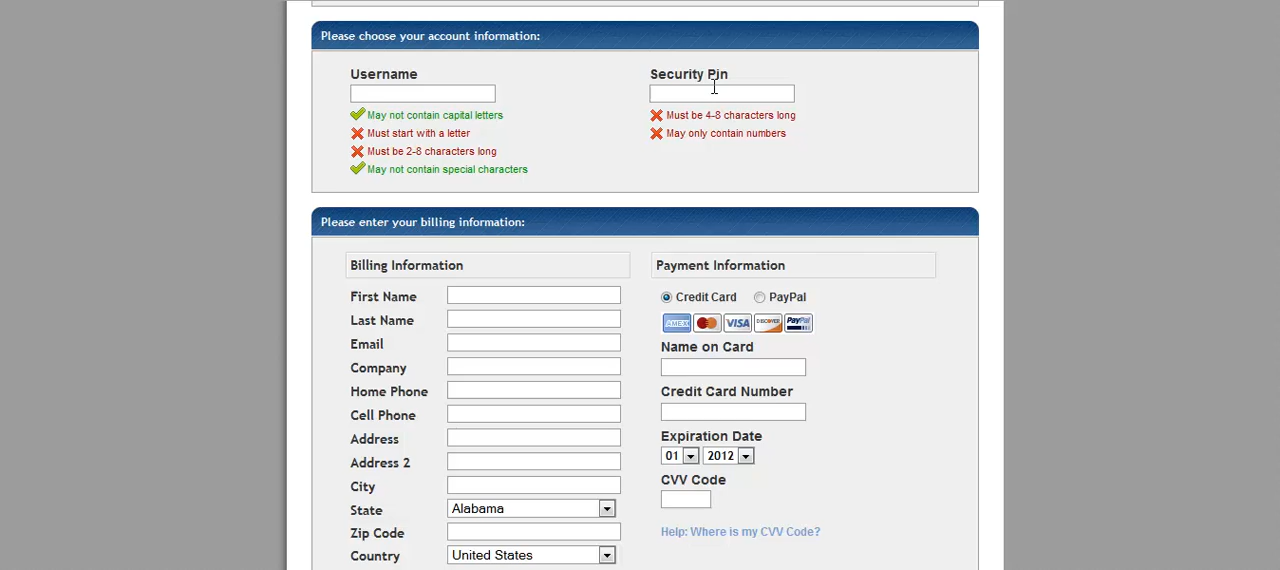 Please choose your account information:
Username
May not contain capital letters
Must start with a letter
Must be 2-8 characters long
May not contain special characters
Security Pin
Must be 4-8 characters long
May only contain numbers
Please enter your billing information:
Billing Information
First Name
Last Name
Email
Company
Home Phone
Cell Phone
Address
Address 2
City
State Alabama
Zip Code
Country United States
Payment Information
Credit Card PayPal
AMEX VISA DISCOVER PayPal
Name on Card
Credit Card Number
Expiration Date
01 2012
CVV Code
Help: Where is my CVV Code?